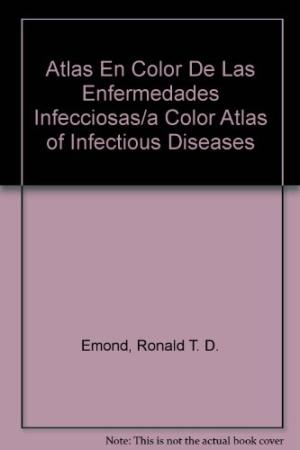 Atlas En Color De Las
Enfermedades
Infecciosas/a Color Atlas
of Infectious Diseases
Emond, Ronald T. D.
Note: This is not the actual book cover